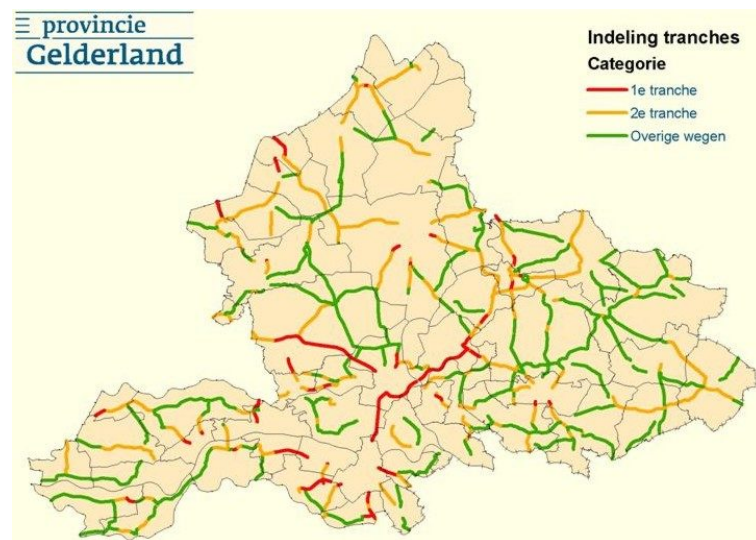 provincie
Gelderland
Indeling tranches
Categorie
1e tranche
2e tranche
Overige wegen